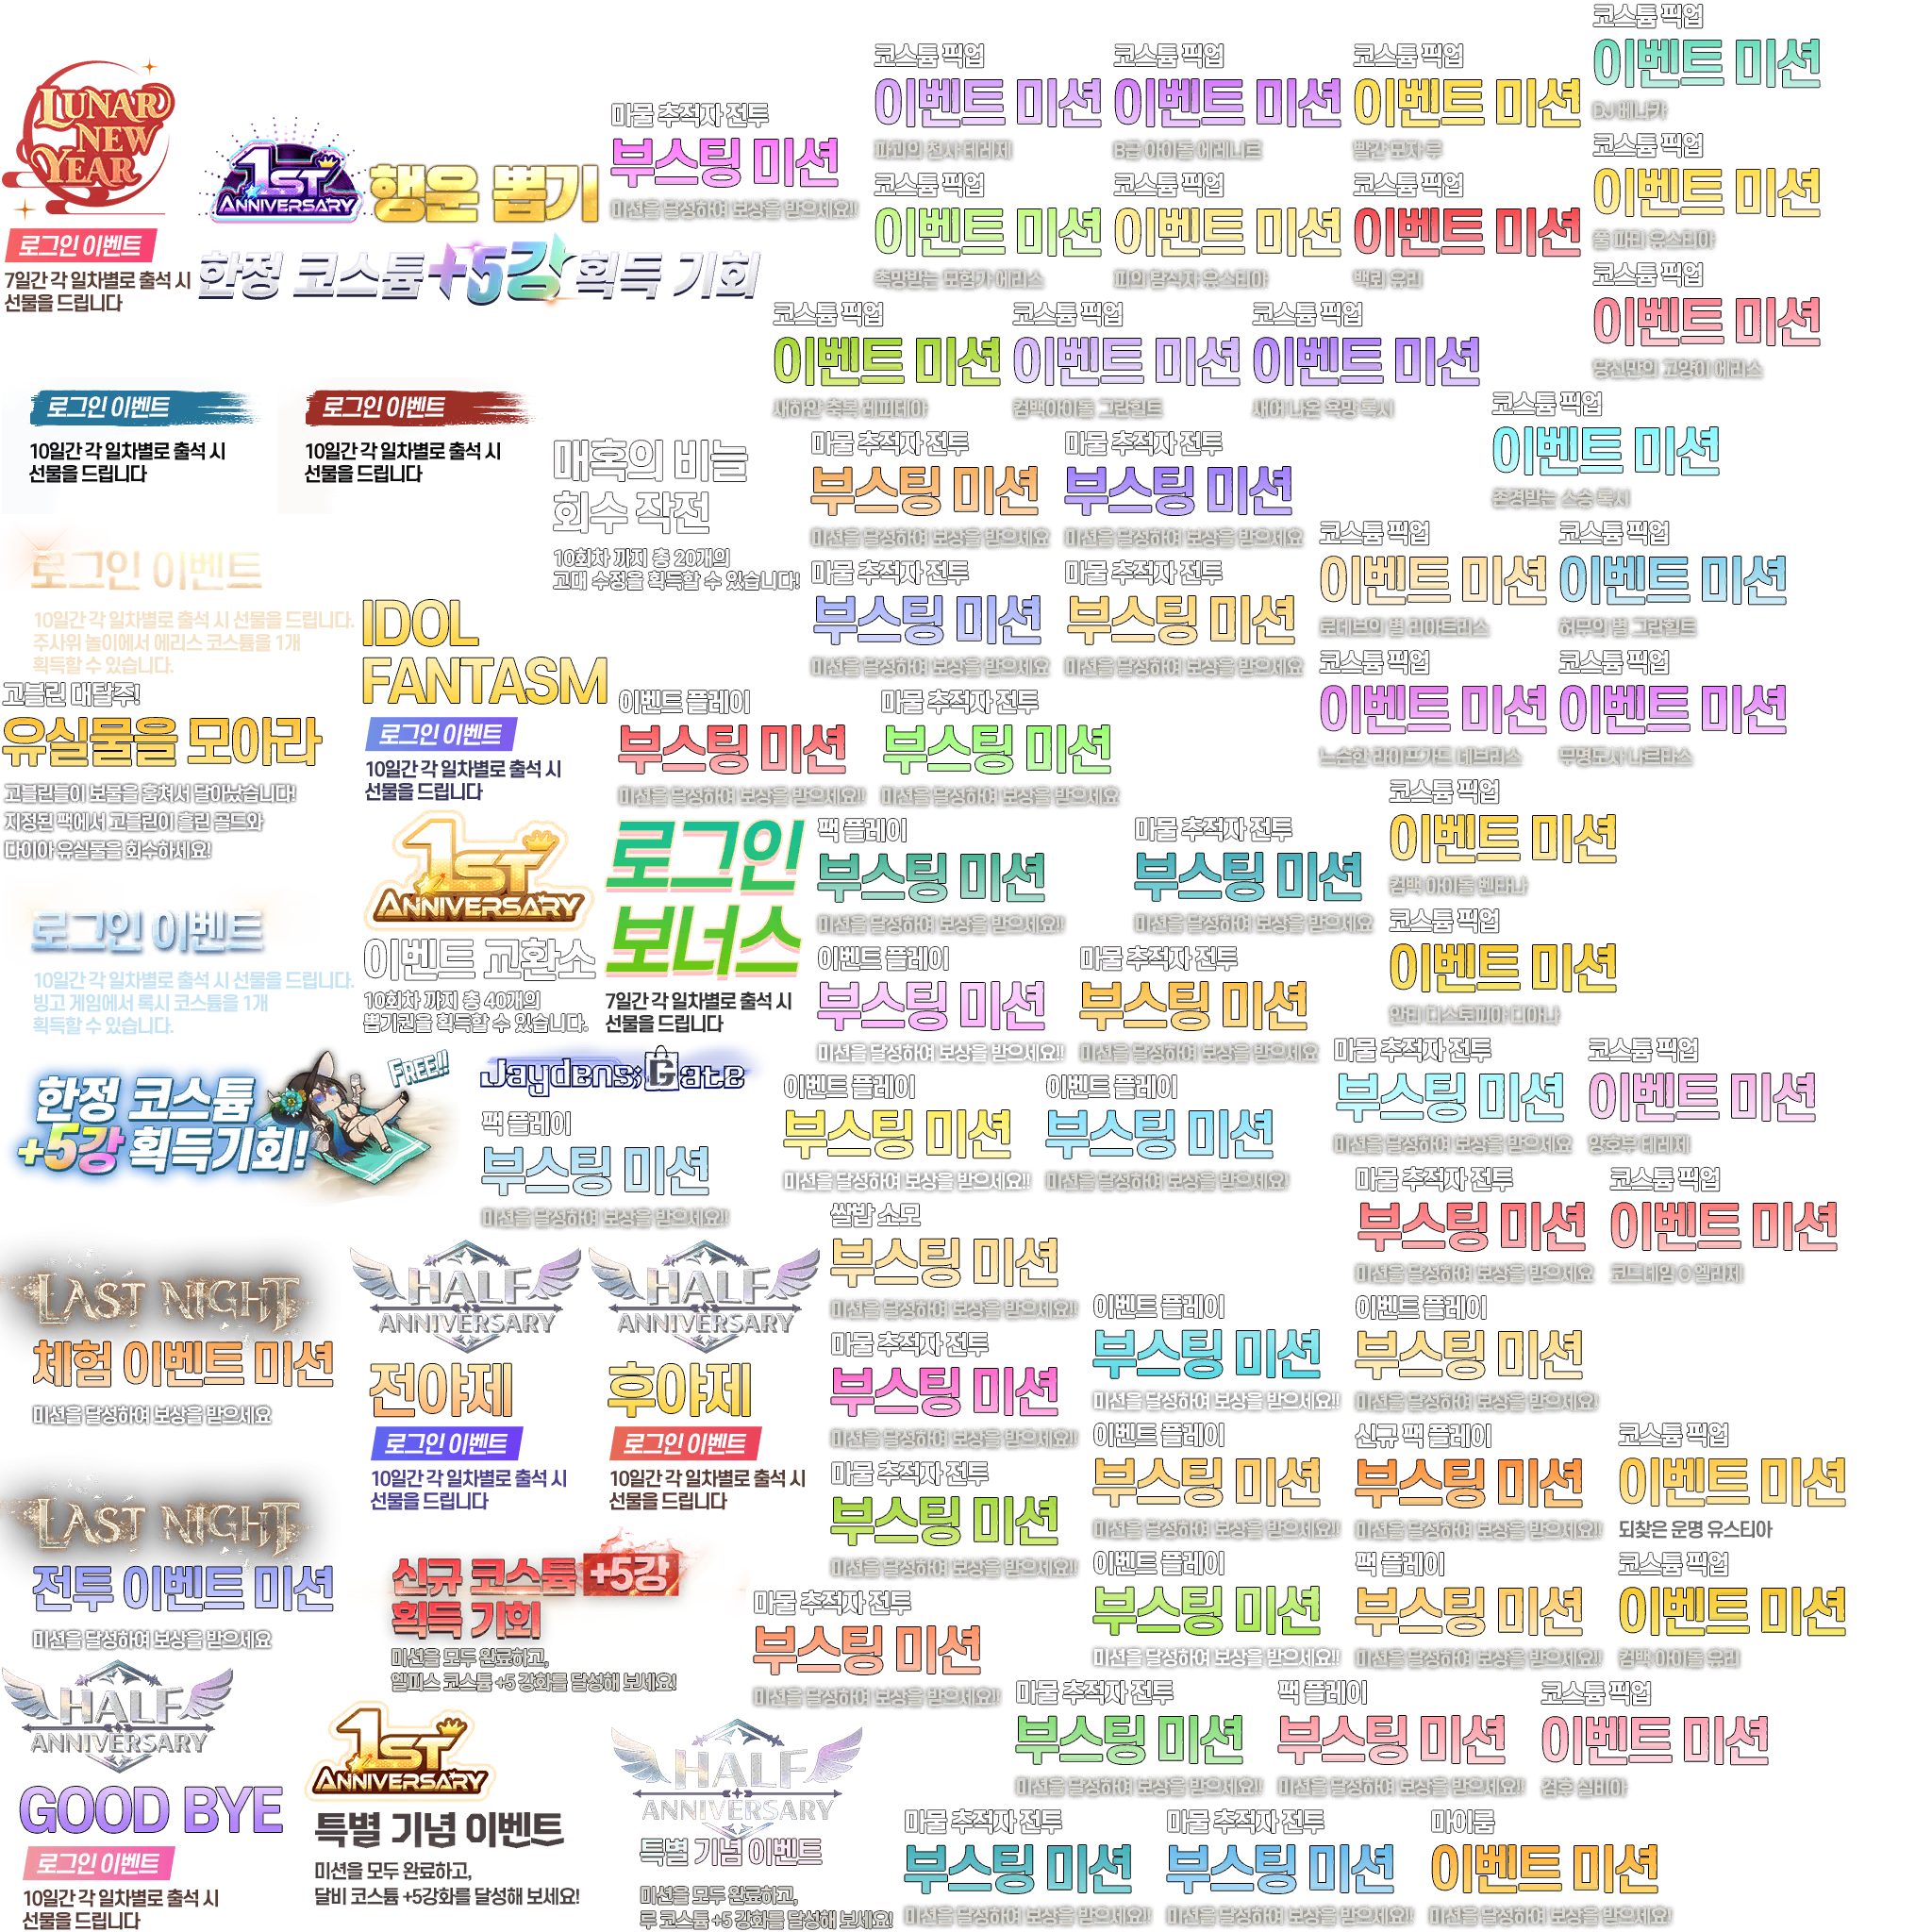 LUNAR
NEW
YEAR
로그인 이벤트
7일간 각 일차별로 출석 시
선물을 드립니다
1ST
ANNIVERSARY
행운 뽑기
한정 코스튬 +5강 획득 기회
마물 추적자 전투
부스팅 미션
미션을 달성하여 보상을 받으세요!!
코스튬 픽업
이벤트 미션
파괴의 전사 테레제
코스튬 픽업
이벤트 미션
B급 아이돌 헤레니트
코스튬 픽업
이벤트 미션
빨간 모자 루
코스튬 픽업
이벤트 미션
DJ 베니카
코스튬 픽업
이벤트 미션
촉망받는 모험가 에리스
코스튬 픽업
이벤트 미션
피의 탐식자 유스티아
코스튬 픽업
이벤트 미션
백뢰 유리
코스튬 픽업
이벤트 미션
풀 파티 유스티아
코스튬 픽업
이벤트 미션
당신만의 고양이 에리스
코스튬 픽업
이벤트 미션
새하얀 축복 레피테아
코스튬 픽업
이벤트 미션
컴백아이돌 그란힐트
코스튬 픽업
이벤트 미션
새어 나온 욕망 록시
코스튬 픽업
이벤트 미션
존경받는 스승 록시
로그인 이벤트
10일간 각 일차별로 출석 시
선물을 드립니다
로그인 이벤트
10일간 각 일차별로 출석 시
선물을 드립니다
매혹의 비늘
회수 작전
10회차 까지 총 20개의
고대 수정을 획득할 수 있습니다!
마물 추적자 전투
부스팅 미션
미션을 달성하여 보상을 받으세요
마물 추적자 전투
부스팅 미션
미션을 달성하여 보상을 받으세요
마물 추적자 전투
부스팅 미션
미션을 달성하여 보상을 받으세요
마물 추적자 전투
부스팅 미션
미션을 달성하여 보상을 받으세요
코스튬 픽업
이벤트 미션
로데브의 별 리아트리스
코스튬 픽업
이벤트 미션
허무의 별 그란힐트
코스튬 픽업
이벤트 미션
느슨한 라이프가드 네브리스
코스튬 픽업
이벤트 미션
무명도사 나르타스
로그인 이벤트
10일간 각 일차별로 출석 시 선물을 드립니다.
주사위 놀이에서 에리스 코스튬을 1개
획득할 수 있습니다.
IDOL
FANTASM
로그인 이벤트
10일간 각 일차별로 출석 시
선물을 드립니다
고블린 대탈주!
유실물을 모아라
고블린들이 보물을 훔쳐서 달아났습니다!
지정된 팩에서 고블린이 흘린 골드와
다이아 유실물을 회수하세요!
이벤트 플레이
부스팅 미션
미션을 달성하여 보상을 받으세요!!
마물 추적자 전투
부스팅 미션
미션을 달성하여 보상을 받으세요
코스튬 픽업
이벤트 미션
컴백 아이돌 벤타나
코스튬 픽업
이벤트 미션
안티 디스토피아 디아나
1ST
ANNIVERSARY
이벤트 교환소
10회차 까지 총 40개의
뽑기권을 획득할 수 있습니다.
로그인
보너스
7일간 각 일차별로 출석 시
선물을 드립니다
팩 플레이
부스팅 미션
미션을 달성하여 보상을 받으세요!!
마물 추적자 전투
부스팅 미션
미션을 달성하여 보상을 받으세요
이벤트 플레이
부스팅 미션
미션을 달성하여 보상을 받으세요!!
마물 추적자 전투
부스팅 미션
미션을 달성하여 보상을 받으세요
로그인 이벤트
10일간 각 일차별로 출석 시 선물을 드립니다.
빙고 게임에서 록시 코스튬을 1개
획득할 수 있습니다.
한정 코스튬
+5강 획득기회!
FREE!!
Jaydens; Gate
팩 플레이
부스팅 미션
미션을 달성하여 보상을 받으세요!!
이벤트 플레이
부스팅 미션
미션을 달성하여 보상을 받으세요!!
이벤트 플레이
부스팅 미션
미션을 달성하여 보상을 받으세요!
마물 추적자 전투
부스팅 미션
미션을 달성하여 보상을 받으세요
코스튬 픽업
이벤트 미션
양호부 테레제
마물 추적자 전투
부스팅 미션
미션을 달성하여 보상을 받으세요
코스튬 픽업
이벤트 미션
코드네임 O 엘리제
LAST NIGHT
체험 이벤트 미션
미션을 달성하여 보상을 받으세요
HALF
ANNIVERSARY
전야제
로그인 이벤트
10일간 각 일차별로 출석 시
선물을 드립니다
HALF
ANNIVERSARY
후야제
로그인 이벤트
10일간 각 일차별로 출석 시
선물을 드립니다
쌀밥 소모
부스팅 미션
미션을 달성하여 보상을 받으세요!!
마물 추적자 전투
부스팅 미션
미션을 달성하여 보상을 받으세요!!
마물 추적자 전투
부스팅 미션
미션을 달성하여 보상을 받으세요!!
이벤트 플레이
부스팅 미션
미션을 달성하여 보상을 받으세요!!
이벤트 플레이
부스팅 미션
미션을 달성하여 보상을 받으세요!
이벤트 플레이
부스팅 미션
미션을 달성하여 보상을 받으세요!!
신규 팩 플레이
부스팅 미션
미션을 달성하여 보상을 받으세요!!
코스튬 픽업
이벤트 미션
되찾은 운명 유스티아
이벤트 플레이
부스팅 미션
미션을 달성하여 보상을 받으세요!!
팩 플레이
부스팅 미션
미션을 달성하여 보상을 받으세요!!
코스튬 픽업
이벤트 미션
컴백 아이돌 유리
LAST NIGHT
전투 이벤트 미션
미션을 달성하여 보상을 받으세요
신규 코스튬 +5강
획득 기회
미션을 모두 완료하고,
엘피스 코스튬 +5 강화를 달성해 보세요!
마물 추적자 전투
부스팅 미션
미션을 달성하여 보상을 받으세요!!
마물 추적자 전투
부스팅 미션
미션을 달성하여 보상을 받으세요!!
팩 플레이
부스팅 미션
미션을 달성하여 보상을 받으세요!!
코스튬 픽업
이벤트 미션
검후 실비아
HALF
ANNIVERSARY
GOOD BYE
로그인 이벤트
10일간 각 일차별로 출석 시
선물을 드립니다
1ST
ANNIVERSARY
특별 기념 이벤트
미션을 모두 완료하고,
달비 코스튬 +5강화를 달성해 보세요!
HALF
ANNIVERSARY
특별 기념 이벤트
미션을 모두 완료하고,
루 코스튬 +5 강화를 달성해 보세요!
마물 추적자 전투
부스팅 미션
미션을 달성하여 보상을 받으세요!!
마물 추적자 전투
부스팅 미션
미션을 달성하여 보상을 받으세요!!
마이룸
이벤트 미션
미션을 달성하여 보상을 받으세요!!